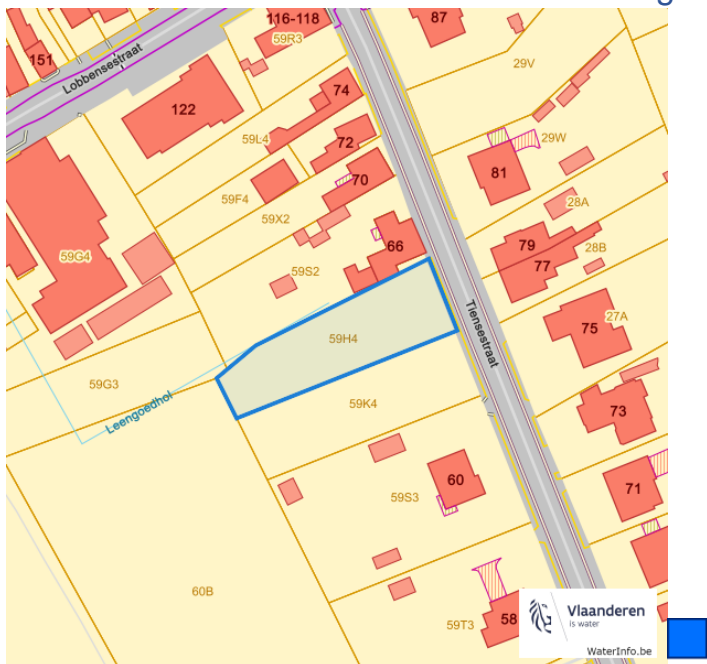 116-118
87
59R3
151
Lobbensestraat
29V
74
122
72
59L4
29W
81
70
59F4
28A
59X2
66
79
28B
59G4
77
59S2
27A
75
Tiensestraat
59H4
59G3
59K4
73
Leengoedhol
60
71
59S3
60B
58
59T3
Vlaanderen
is water
WaterInfo.be